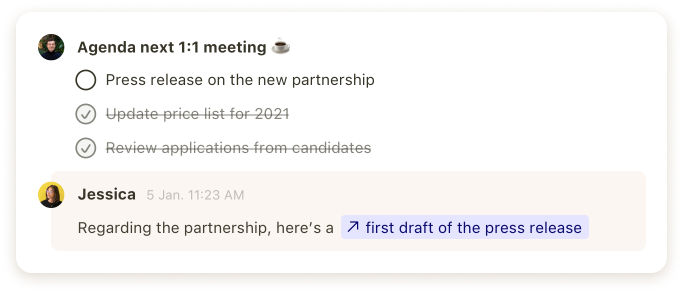 Agenda next 1:1 meeting ☕
Press release on the new partnership
Update price list for 2021
Review applications from candidates
Jessica 5 Jan. 11:23 AM
Regarding the partnership, here's a ↗ first draft of the press release